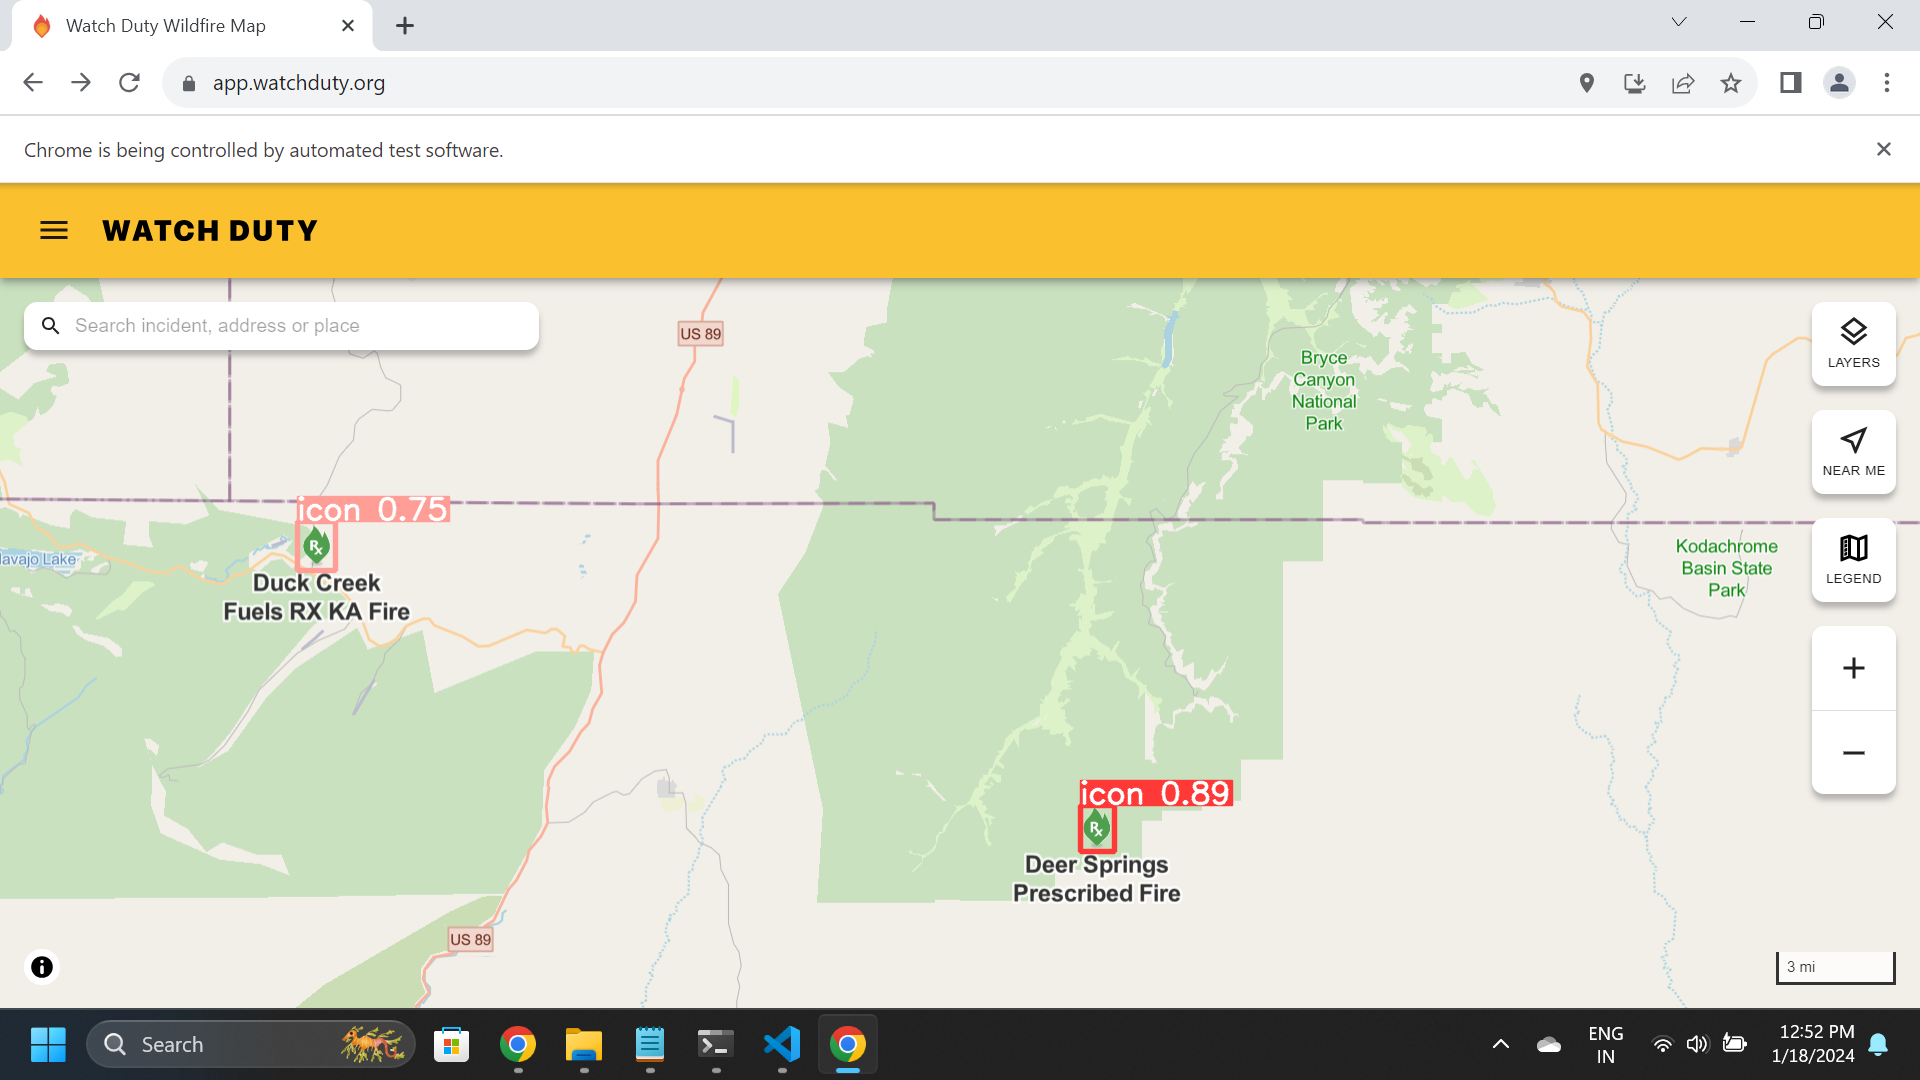 Watch Duty Wildfire Map
app.watchduty.org
Chrome is being controlled by automated test software.
WATCH DUTY
Search incident, address or place
US 89
Bryce
Canyon
National
Park
LAYERS
NEAR ME
icon 0.75
Rx
avajo Lake
Duck Creek
Fuels RX KA Fire
Kodachrome
Basin State
Park
LEGEND
icon 0.89
Rx
Deer Springs
Prescribed Fire
US 89
3 mi
Search
ENG
IN
12:52 PM
1/18/2024